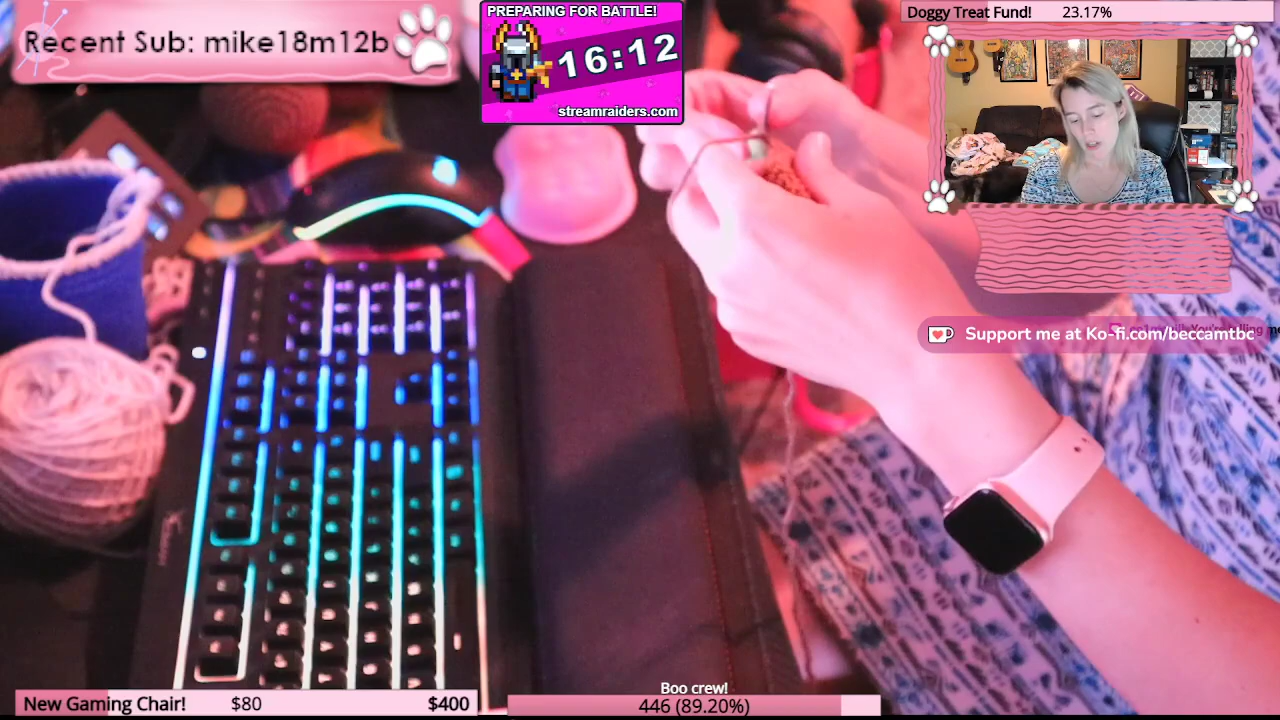 Recent Sub: mike18m12b
PREPARING FOR BATTLE!
16:12
streamraiders.com
Doggy Treat Fund! 23.17%
Support me at Ko-fi.com/beccamtbc
New Gaming Chair! $80 $400
Boo crew!
446 (89.20%)